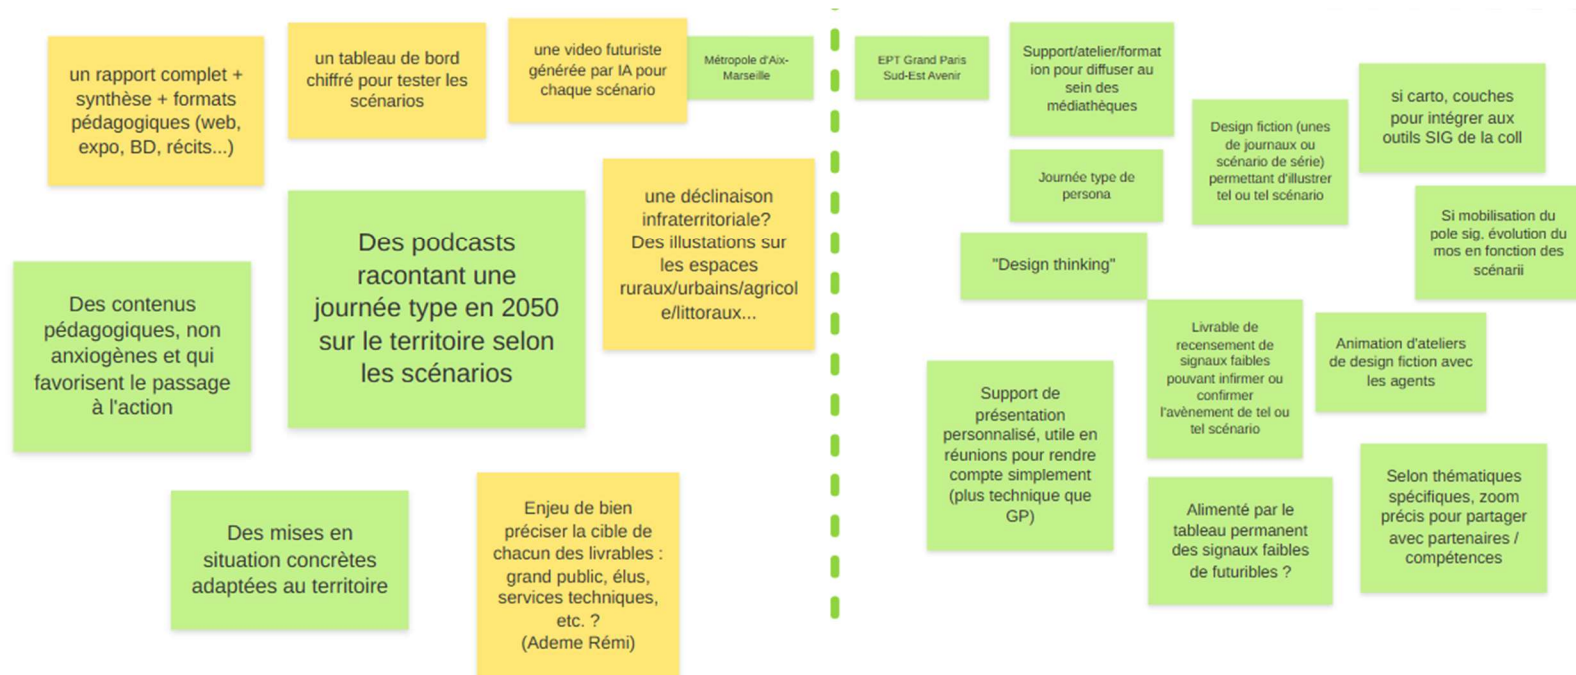 un rapport complet +
synthèse + formats
pédagogiques (web,
expo, BD, récits...)
un tableau de bord
chiffré pour tester les
scénarios
une video futuriste
générée par IA pour
chaque scénario
Métropole d'Aix-
Marseille
une déclinaison
infraterritoriale?
Des illustations sur
les espaces
ruraux/urbains/agricol
e/littoraux...
Des podcasts
racontant une
journée type en 2050
sur le territoire selon
les scénarios
Des contenus
pédagogiques, non
anxiogènes et qui
favorisent le passage
à l'action
Des mises en
situation concrètes
adaptées au territoire
Enjeu de bien
préciser la cible de
chacun des livrables :
grand public, élus,
services techniques,
etc. ?
(Ademe Rémi)
EPT Grand Paris
Sud-Est Avenir
Support/atelier/format
ion pour diffuser au
sein des
médiathèques
Journée type de
persona
Design fiction (unes
de journaux ou
scénario de série)
permettant d'illustrer
tel ou tel scénario
si carto, couches
pour intégrer aux
outils SIG de la coll
Si mobilisation du
pole sig. évolution du
mos en fonction des
scénarii
"Design thinking"
Livrable de
recensement de
signaux faibles
pouvant infirmer ou
confirmer
l'avènement de tel ou
tel scénario
Animation d'ateliers
de design fiction avec
les agents
Support de
présentation
personnalisé, utile en
réunions pour rendre
compte simplement
(plus technique que
GP)
Alimenté par le
tableau permanent
des signaux faibles
de futuribles ?
Selon thématiques
spécifiques, zoom
précis pour partager
avec partenaires /
compétences